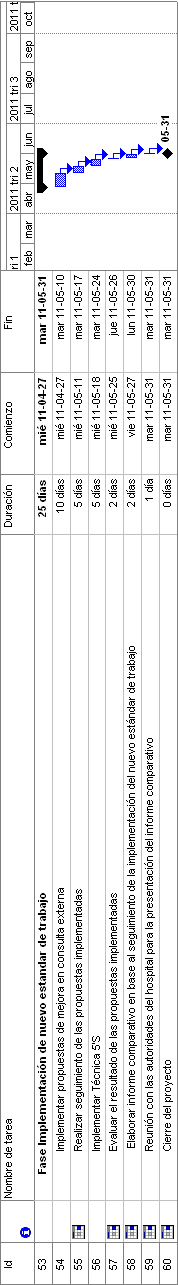 Id Nombre de tarea Duración Comienzo Fin ri 1 2011 tri 2 2011 tri 3 2011 t
feb mar abr may jun jul ago sep oct
53 Fase Implementación de nuevo estandar de trabajo 25 días mié 11-04-27 mar 11-05-31
54 Implementar propuestas de mejora en consulta externa 10 días mié 11-04-27 mar 11-05-10
55 Realizar seguimiento de las propuestas implementadas 5 días mié 11-05-11 mar 11-05-17
56 Implementar Técnica 5'S 5 días mié 11-05-18 mar 11-05-24
57 Evaluar el resultado de las propuestas implementadas 2 días mié 11-05-25 jue 11-05-26
58 Elaborar informe comparativo en base al seguimiento de la implementación del nuevo estándar de trabajo 2 días vie 11-05-27 lun 11-05-30
59 Reunión con las autoridades del hospital para la presentación del informe comparativo 1 día mar 11-05-31 mar 11-05-31
60 Cierre del proyecto 0 días mar 11-05-31 mar 11-05-31 05-31